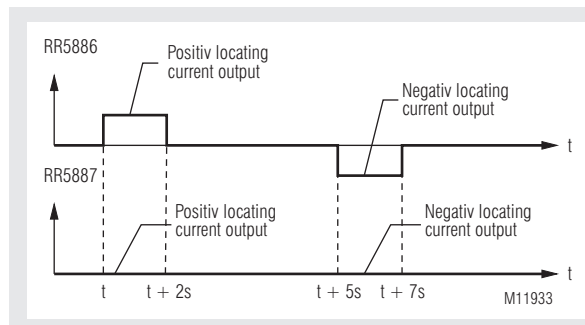 RR5886
Positiv locating
current output
Negativ locating
current output
t
RR5887
Positiv locating
current output
Negativ locating
current output
t
t
t + 2s
t + 5s
t + 7s
M11933